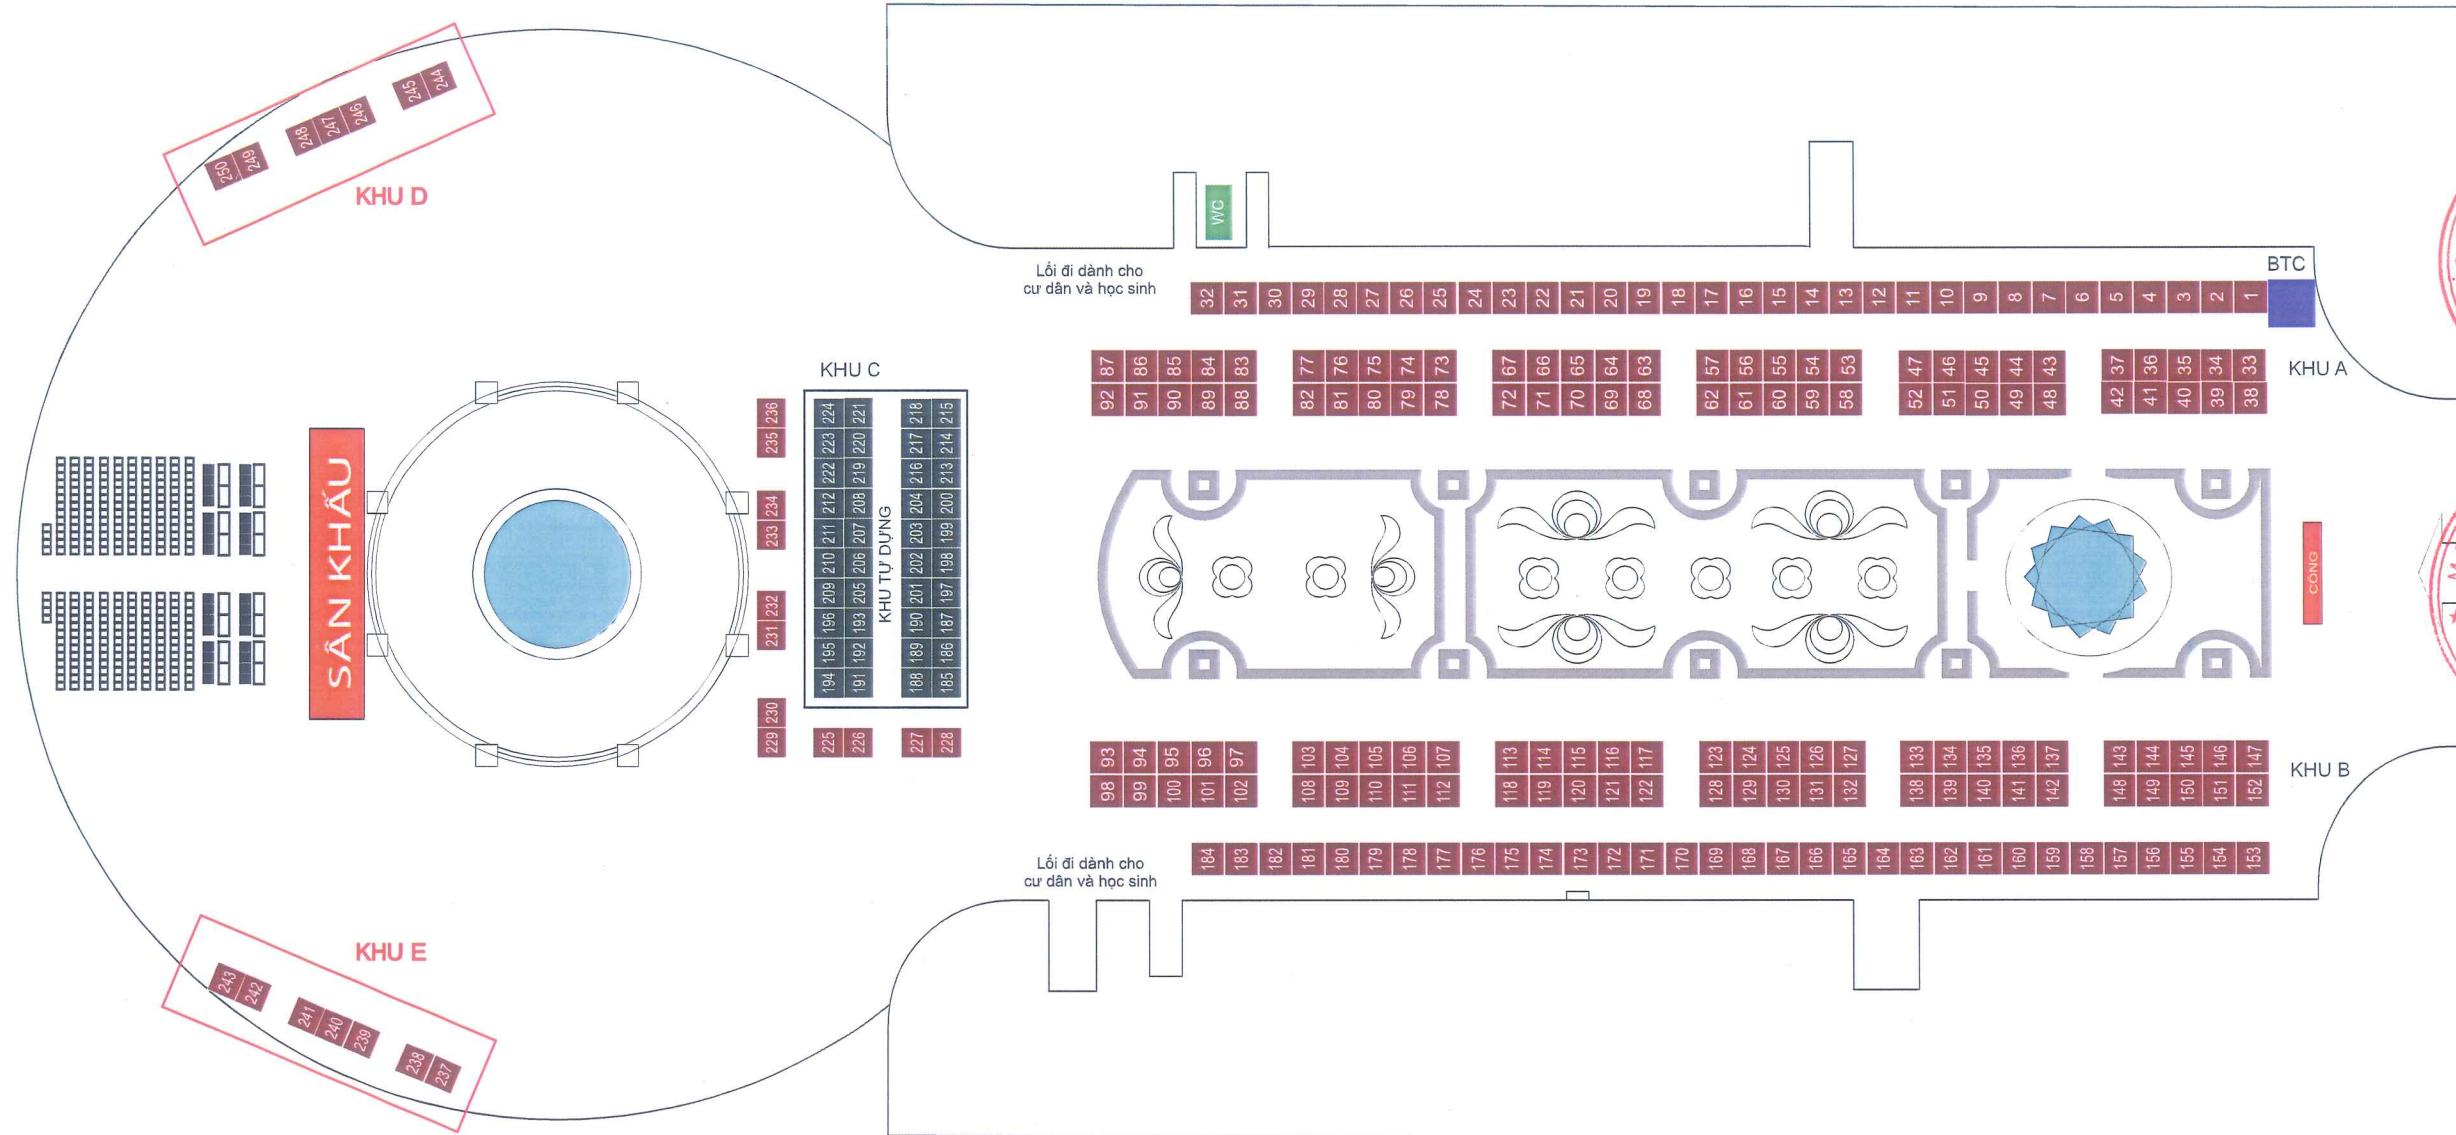 245 244
248 247 246
250 249
KHU D
WC
Lối đi dành cho
cư dân và học sinh
BTC
32 31 30 29 28 27 26 25 24 23 22 21 20 19 18 17 16 15 14 13 12 11 10 9 8 7 6 5 4 3 2 1
KHU A
87 86 85 84 83 77 76 75 74 73 67 66 65 64 63 57 56 55 54 53 47 46 45 44 43 37 36 35 34 33
92 91 90 89 88 82 81 80 79 78 72 71 70 69 68 62 61 60 59 58 52 51 50 49 48 42 41 40 39 38
KHU C
SÂN KHẤU
236
235
234
233
232
231
230
229
224 221 218 215
223 220 217 214
222 219 216 213
212 208 204 200
211 207 203 199
210 206 202 198
209 205 201 197
196 193 190 187
195 192 189 186
194 191 188 185
KHU TỰ DỰNG
225 226 227 228
CỔNG
93 94 95 96 97 103 104 105 106 107 113 114 115 116 117 123 124 125 126 127 133 134 135 136 137 143 144 145 146 147
98 99 100 101 102 108 109 110 111 112 118 119 120 121 122 128 129 130 131 132 138 139 140 141 142 148 149 150 151 152
KHU B
184 183 182 181 180 179 178 177 176 175 174 173 172 171 170 169 168 167 166 165 164 163 162 161 160 159 158 157 156 155 154 153
Lối đi dành cho
cư dân và học sinh
KHU E
243 242
241 240 239
238 237